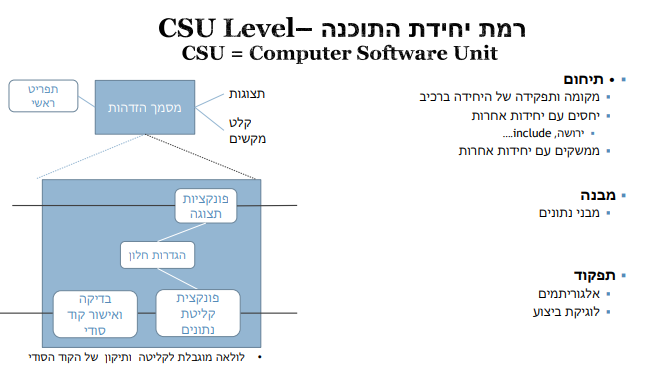 רמת יחידת התוכנה – CSU Level
CSU = Computer Software Unit
תיחום
מקומה ותפקידה של היחידה ברכיב
יחסים עם יחידות אחרות
ירושה, include....
ממשקים עם יחידות אחרות
מבנה
מבני נתונים
תפקוד
אלגוריתמים
לוגיקת ביצוע
תפריט
ראשי
מסמך הזדהות
תצוגות
קלט
מקשים
פונקציות
תצוגה
הגדרות חלון
פונקצית
קליטת
נתונים
בדיקה
ואישור קוד
סודי
לולאה מוגבלת לקליטה ותיקון של הקוד הסודי